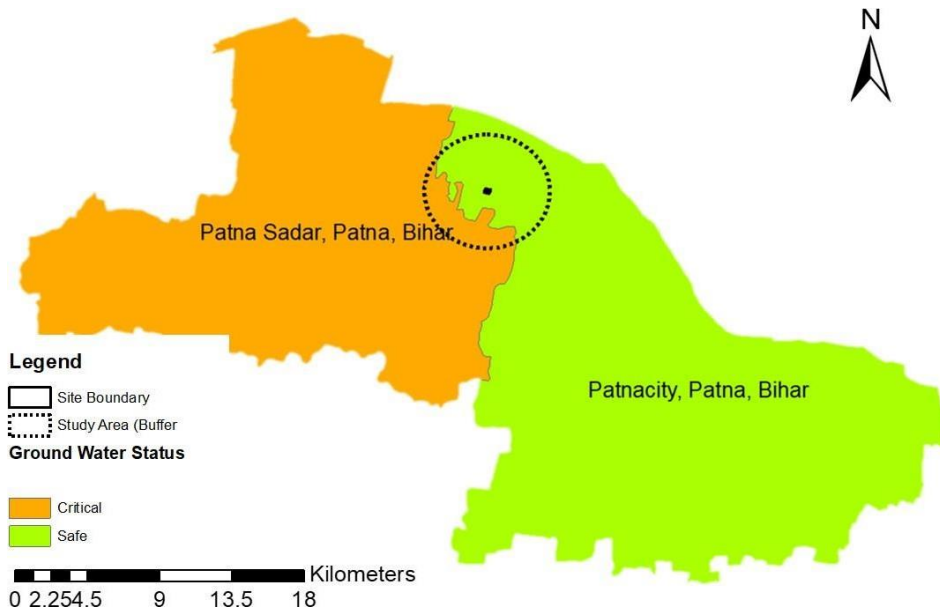 N
Patna Sadar, Patna, Bihar
Patnacity, Patna, Bihar
Legend
Site Boundary
Study Area (Buffer
Ground Water Status
Critical
Safe
Kilometers
0 2.254.5 9 13.5 18